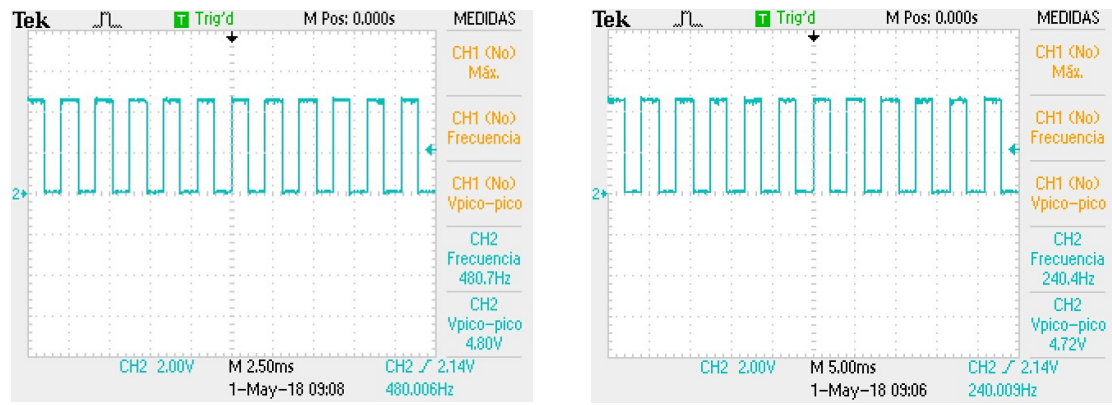 Tek T Trig'd M Pos: 0.000s MEDIDAS
CH1 (No)
Máx.
CH1 (No)
Frecuencia
CH1 (No)
Vpico-pico
CH2
Frecuencia
480.7Hz
CH2
Vpico-pico
4.80V
2
CH2 2.00V M 2.50ms CH2 2.14V
1-May-18 09:08 480.006Hz
Tek T Trig'd M Pos: 0.000s MEDIDAS
CH1 (No)
Máx.
CH1 (No)
Frecuencia
CH1 (No)
Vpico-pico
CH2
Frecuencia
240.4Hz
CH2
Vpico-pico
4.72V
2
CH2 2.00V M 5.00ms CH2 2.14V
1-May-18 09:06 240.009Hz